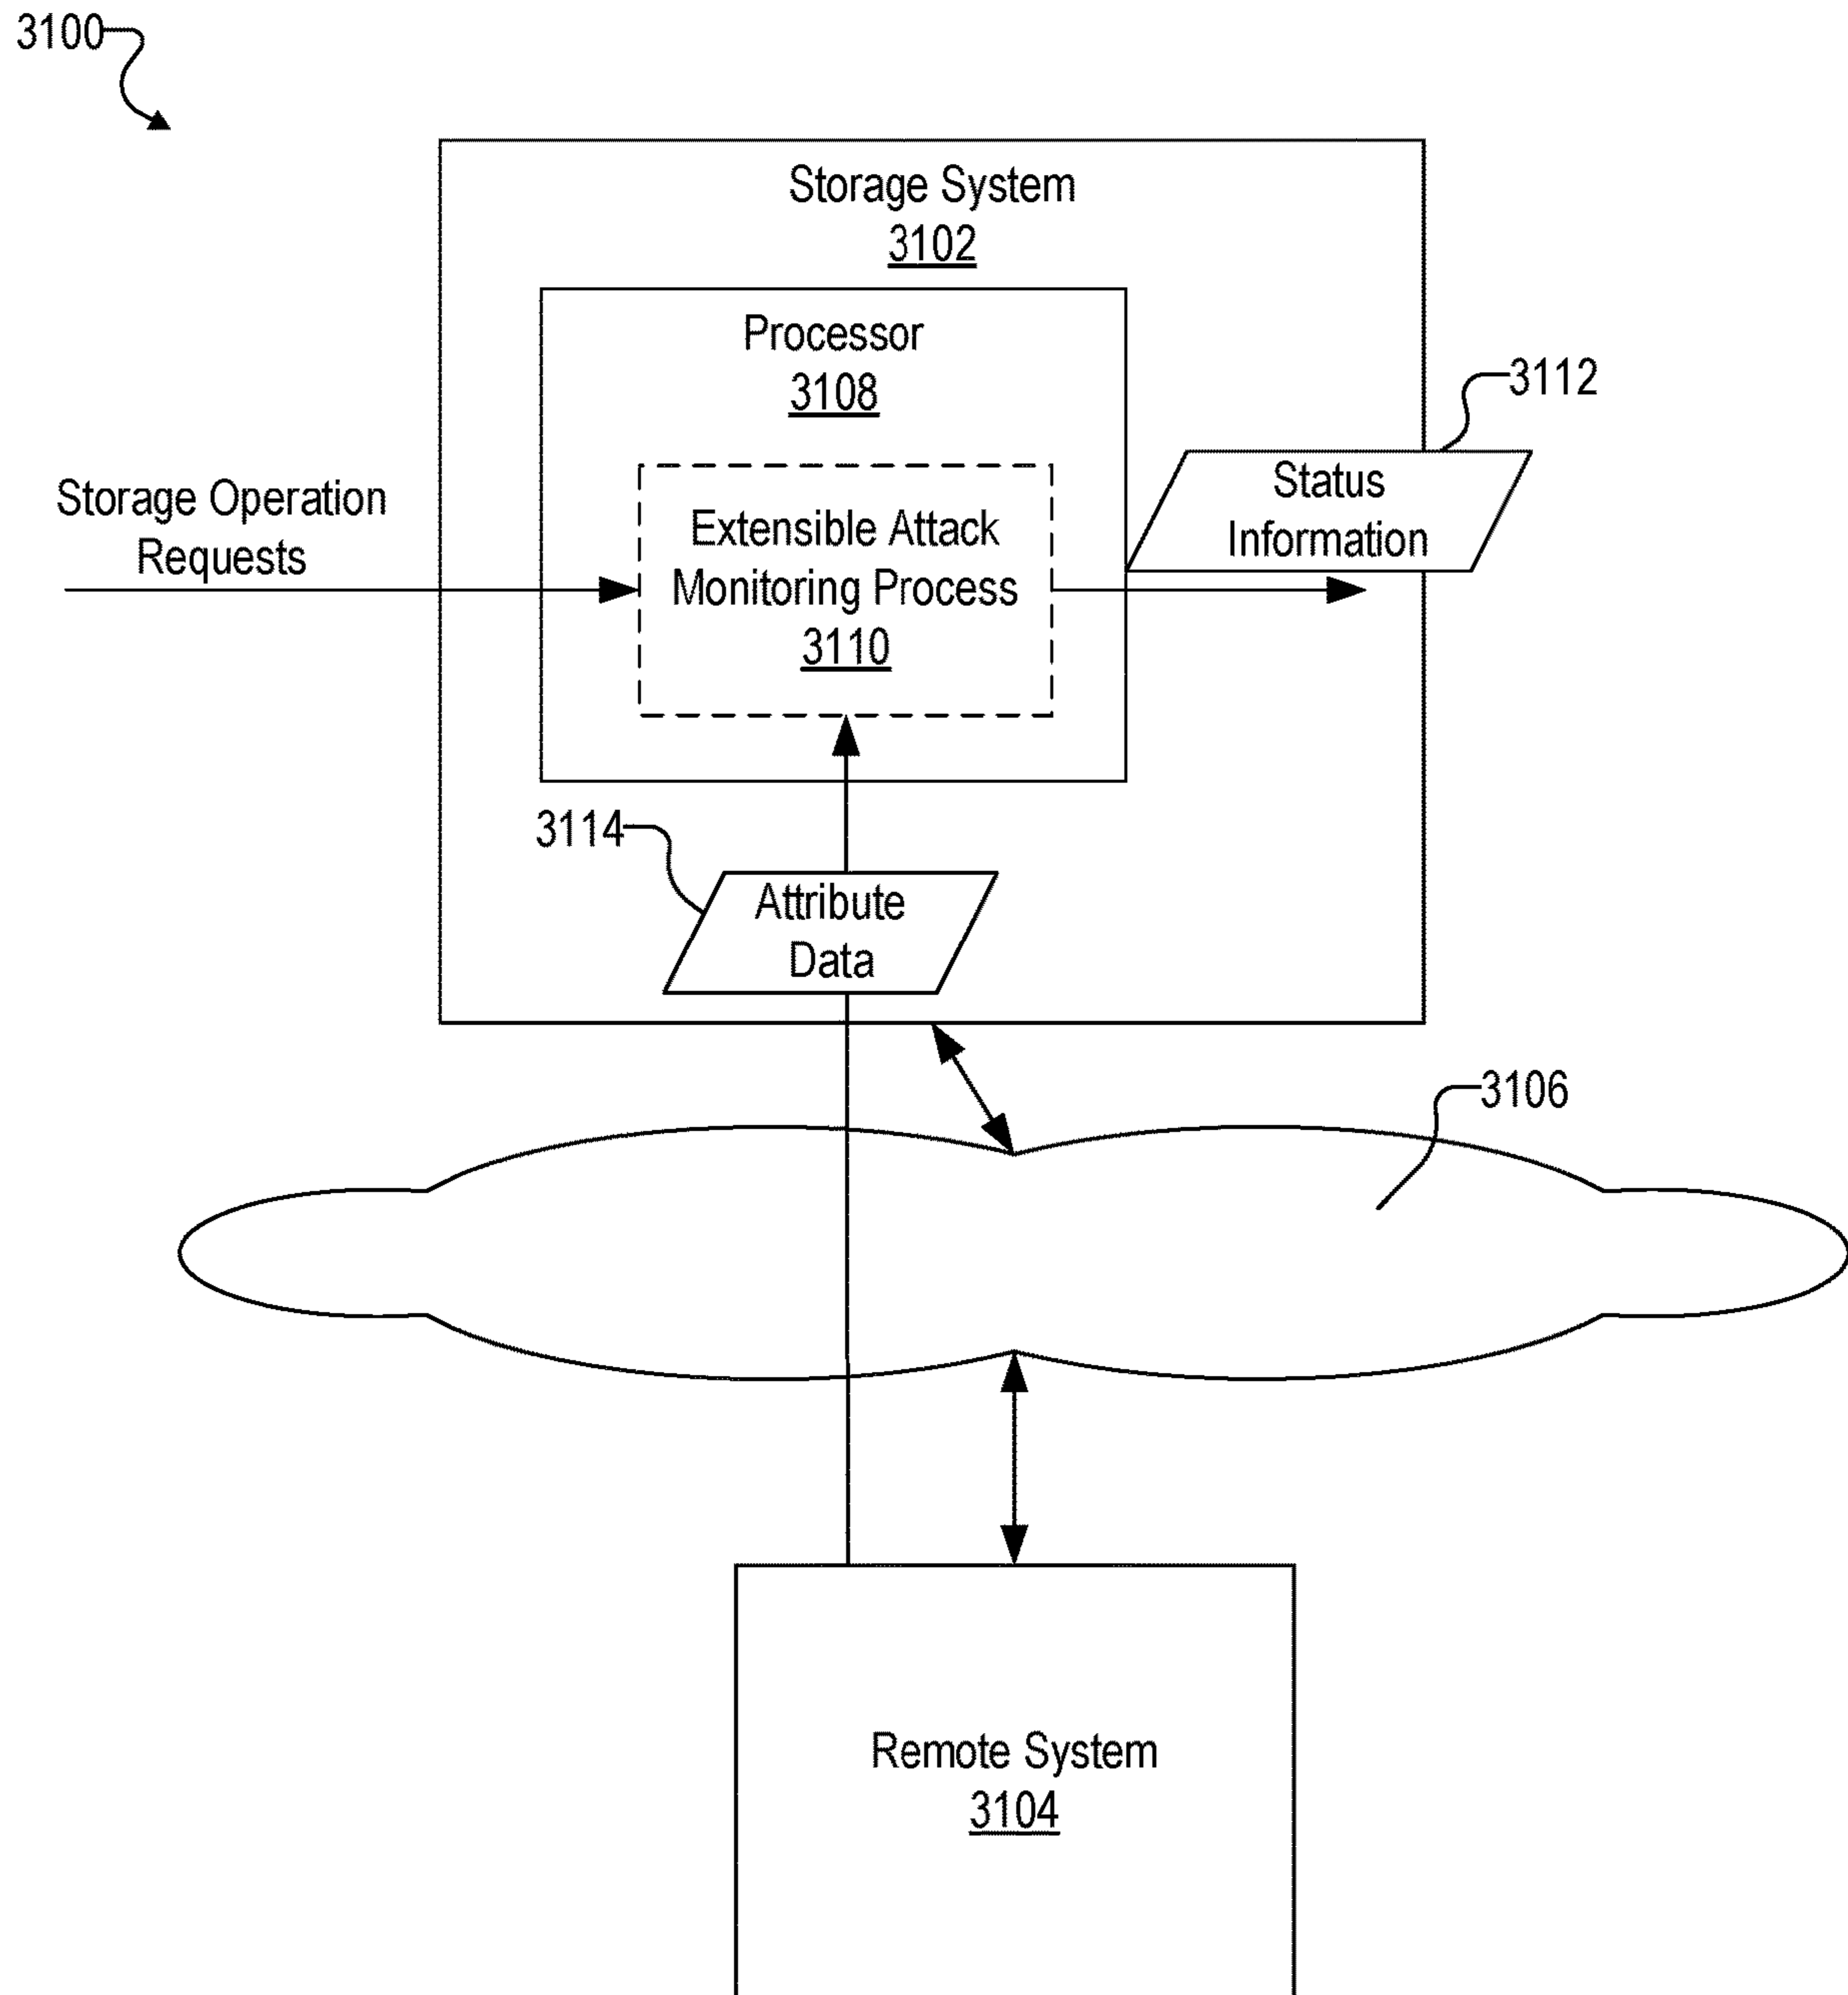 3100
Storage System
3102
Processor
3108
3112
Status
Information
Storage Operation
Requests
Extensible Attack
Monitoring Process
3110
3114
Attribute
Data
3106
Remote System
3104